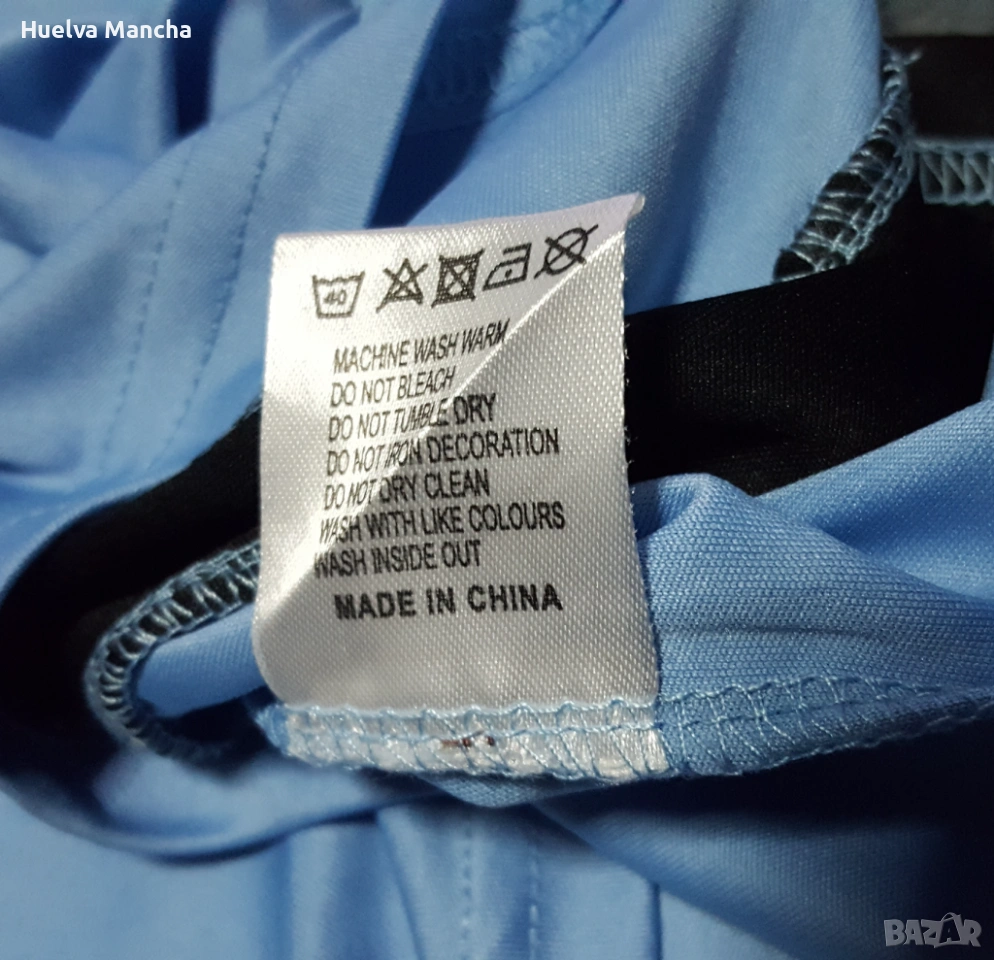 Huelva Mancha
40
MACHINE WASH WARM
DO NOT BLEACH
DO NOT TUMBLE DRY
DO NOT IRON DECORATION
DO NOT DRY CLEAN
WASH WITH LIKE COLOURS
WASH INSIDE OUT
MADE IN CHINA
BAZAR